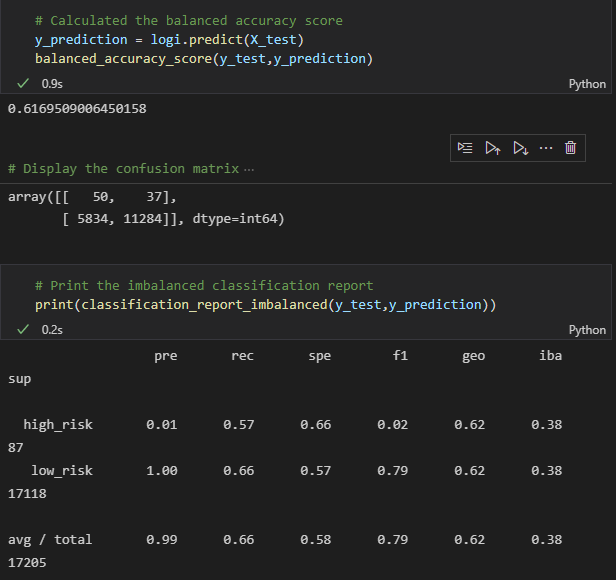 # Calculated the balanced accuracy score
y_prediction = logi.predict(X_test)
balanced_accuracy_score(y_test,y_prediction)
0.9s
Python
0.6169509006450158
# Display the confusion matrix ···
array([[   50,    37],
       [ 5834, 11284]], dtype=int64)
# Print the imbalanced classification report
print(classification_report_imbalanced(y_test,y_prediction))
0.2s
Python
pre       rec       spe        f1       geo       iba
sup
high_risk       0.01      0.57      0.66      0.02      0.62      0.38
87
low_risk       1.00      0.66      0.57      0.79      0.62      0.38
17118
avg / total       0.99      0.66      0.58      0.79      0.62      0.38
17205